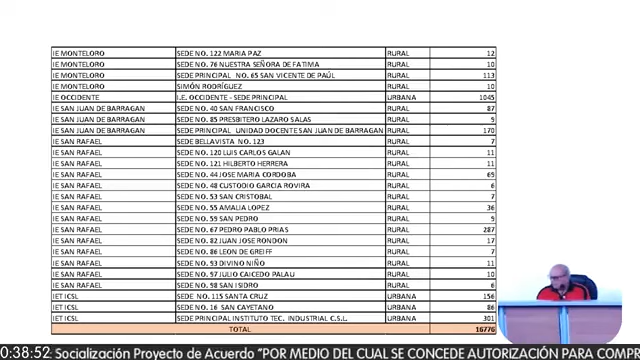 IE MONTELORO SEDE NO. 122 MARIA PAZ RURAL 12
IE MONTELORO SEDE NO. 76 NUESTRA SEÑORA DE FATIMA RURAL 10
IE MONTELORO SEDE PRINCIPAL NO. 65 SAN VICENTE DE PAÚL RURAL 113
IE MONTELORO SIMÓN RODRÍGUEZ RURAL 10
IE OCCIDENTE I.E. OCCIDENTE - SEDE PRINCIPAL URBANA 1045
IE SAN JUAN DE BARRAGAN SEDE NO. 40 SAN FRANCISCO RURAL 87
IE SAN JUAN DE BARRAGAN SEDE NO. 85 PRESBITERO LAZARO SALAS RURAL 9
IE SAN JUAN DE BARRAGAN SEDE PRINCIPAL UNIDAD DOCENTE SAN JUAN DE BARRAGAN RURAL 170
IE SAN RAFAEL SEDE BELLAVISTA NO. 123 RURAL 7
IE SAN RAFAEL SEDE NO. 120 LUIS CARLOS GALAN RURAL 11
IE SAN RAFAEL SEDE NO. 121 HILBERTO HERRERA RURAL 11
IE SAN RAFAEL SEDE NO. 44 JOSE MARIA CORDOBA RURAL 65
IE SAN RAFAEL SEDE NO. 48 CUSTODIO GARCIA ROVIRA RURAL 6
IE SAN RAFAEL SEDE NO. 53 SAN CRISTOBAL RURAL 7
IE SAN RAFAEL SEDE NO. 55 AMALIA LOPEZ RURAL 36
IE SAN RAFAEL SEDE NO. 59 SAN PEDRO RURAL 9
IE SAN RAFAEL SEDE NO. 67 PEDRO PABLO PRIAS RURAL 287
IE SAN RAFAEL SEDE NO. 82 JUAN JOSE RONDON RURAL 17
IE SAN RAFAEL SEDE NO. 86 LEON DE GREIFF RURAL 7
IE SAN RAFAEL SEDE NO. 93 DIVINO NIÑO RURAL 11
IE SAN RAFAEL SEDE NO. 97 JULIO CAICEDO PALAU RURAL 10
IE SAN RAFAEL SEDE NO. 98 SAN ISIDRO RURAL 6
IET ICSL SEDE NO. 115 SANTA CRUZ URBANA 156
IET ICSL SEDE NO. 16 SAN CAYETANO URBANA 86
IET ICSL SEDE PRINCIPAL INSTITUTO TEC. INDUSTRIAL C.S.L. URBANA 301
TOTAL 16776
0:38:52 : Socialización Proyecto de Acuerdo "POR MEDIO DEL CUAL SE CONCEDE AUTORIZACIÓN PARA COMPR